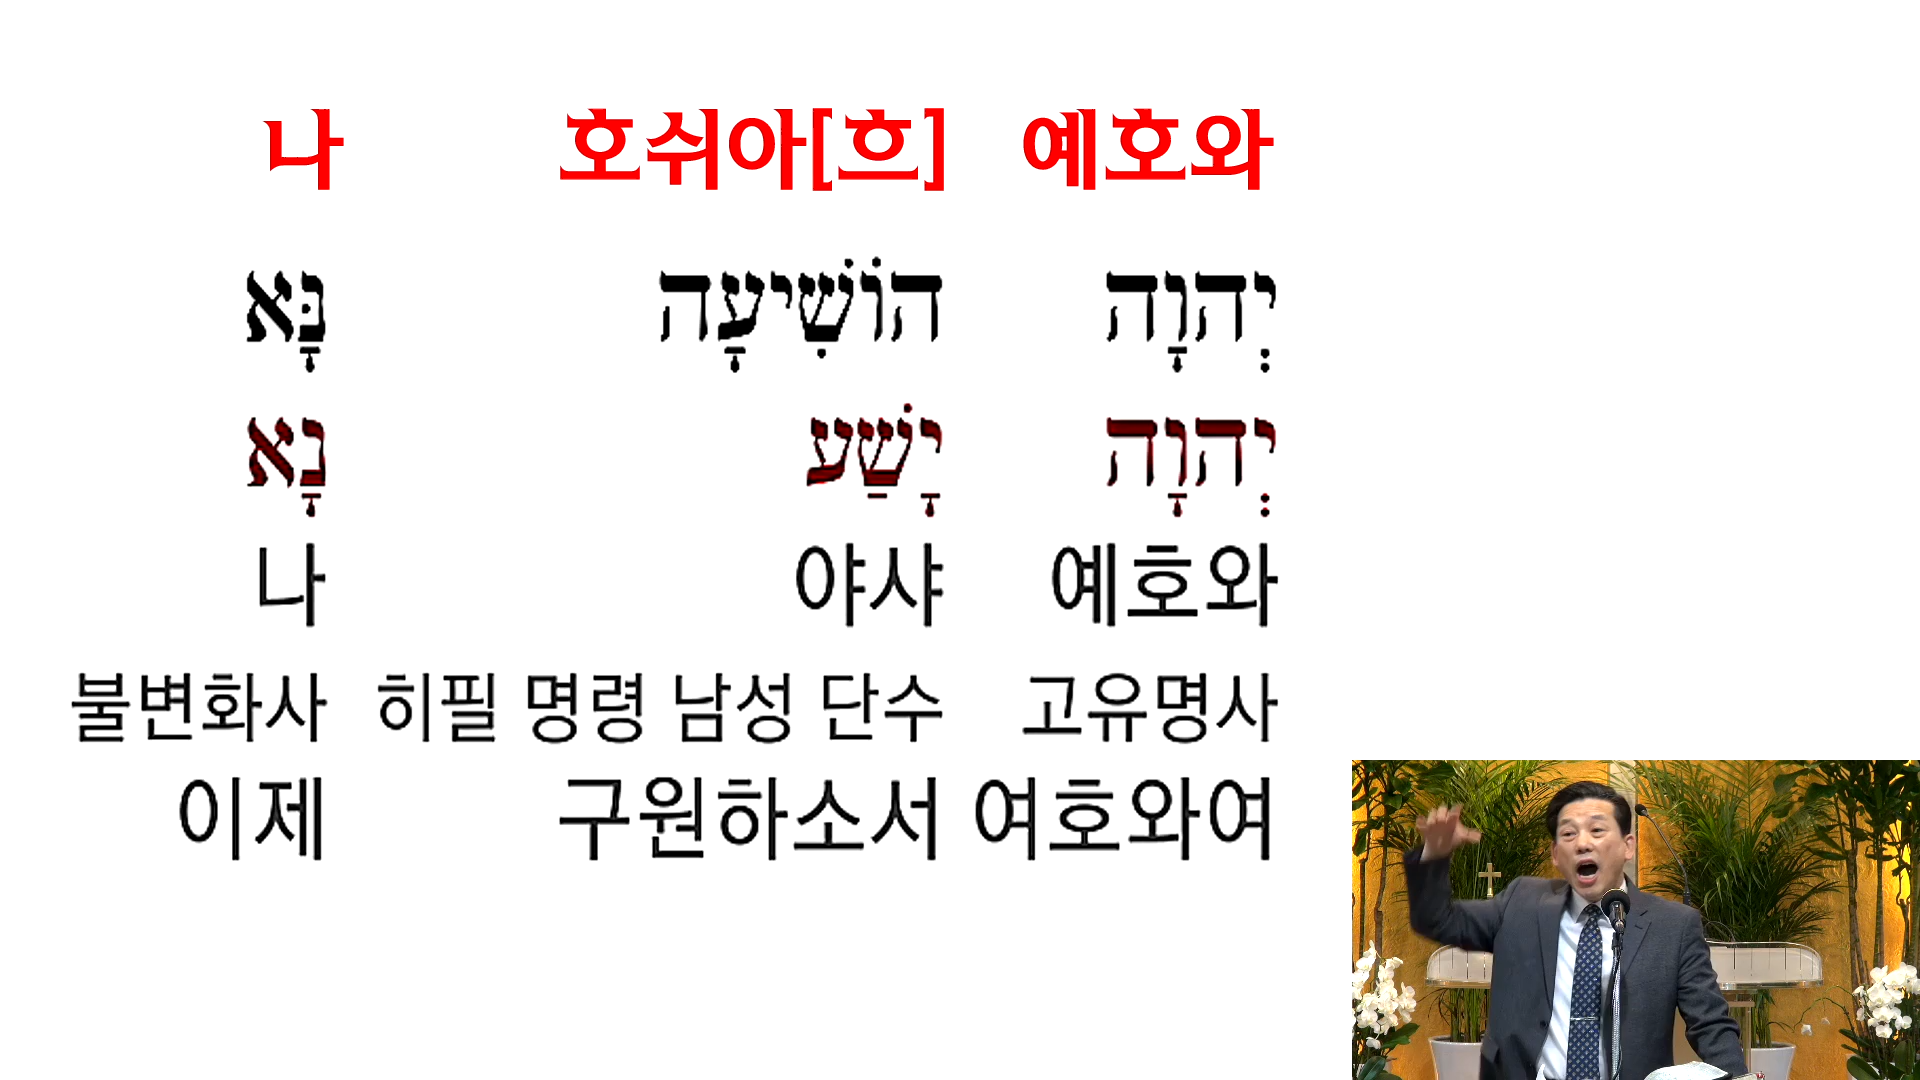 나 호쉬아[흐] 예호와
יְהוָה הוֹשִׁיעָה נָּא
יְהוָה יָשַׁע נָא
나 야샤 예호와
불변화사 히필 명령 남성 단수 고유명사
이제 구원하소서 여호와여